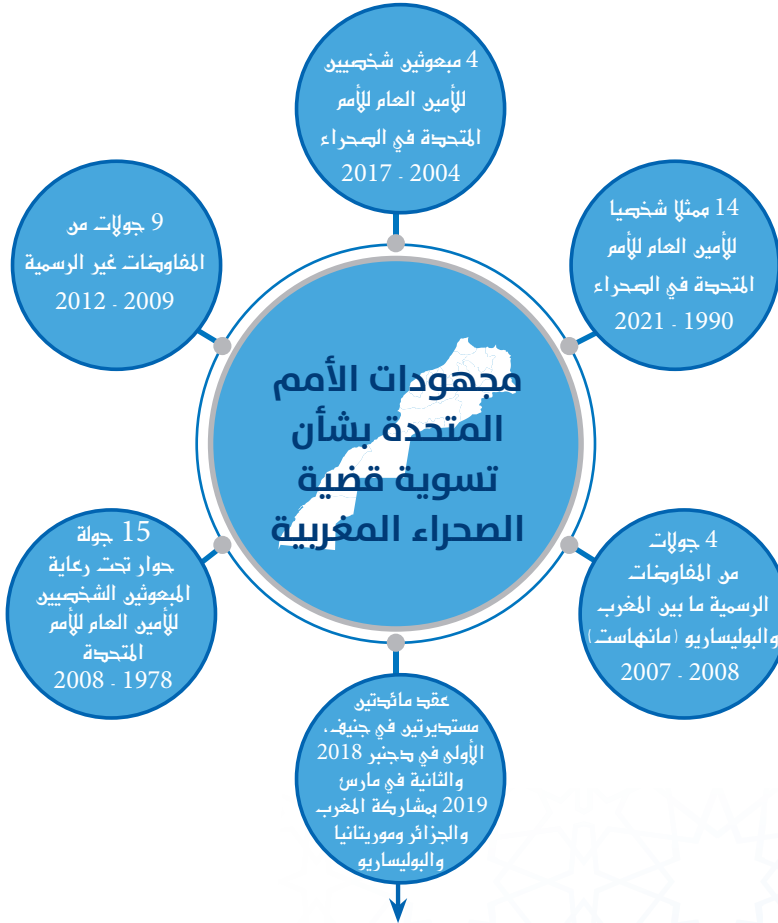 مجهودات الأمم
المتحدة بشأن
تسوية قضية
الصحراء المغربية
4 مبعوثين شخصيين
للأمين العام للأمم
المتحدة في الصحراء
2017 - 2004
14 ممثلا شخصيا
للأمين العام للأمم
المتحدة في الصحراء
2021 - 1990
4 جولات
من المفاوضات
الرسمية ما بين المغرب
والبوليساريو (مانهاست)
2007 - 2008
عقد مائدتين
مستديرتين في جنيف،
الأولى في دجنبر 2018
والثانية في مارس
2019 بمشاركة المغرب
والجزائر وموريتانيا
والبوليساريو
15 جولة
حوار تحت رعاية
المبعوثين الشخصيين
للأمين العام للأمم
المتحدة
2008 - 1978
9 جولات من
المفاوضات غير الرسمية
2012 - 2009